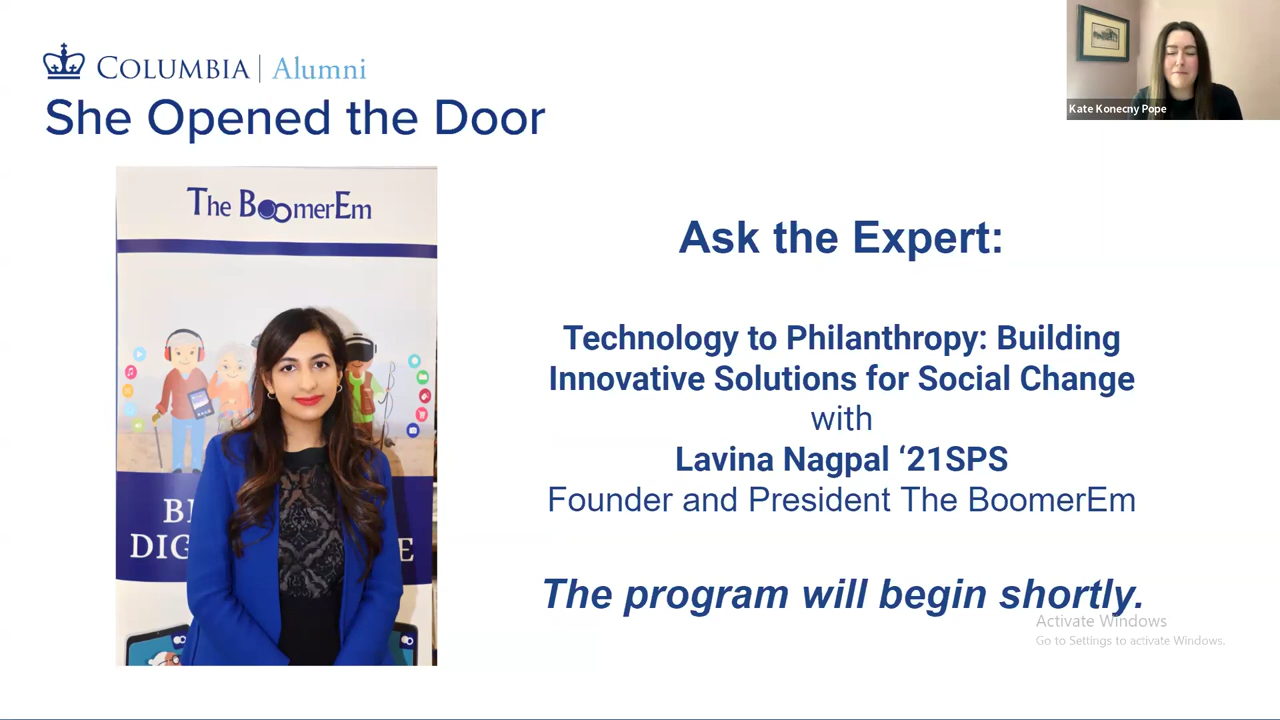 COLUMBIA | Alumni
She Opened the Door
Kate Konecny Pope
The BoomerEm
Ask the Expert:
Technology to Philanthropy: Building
Innovative Solutions for Social Change
with
Lavina Nagpal ‘21SPS
Founder and President The BoomerEm
The program will begin shortly.
Activate Windows
Go to Settings to activate Windows.